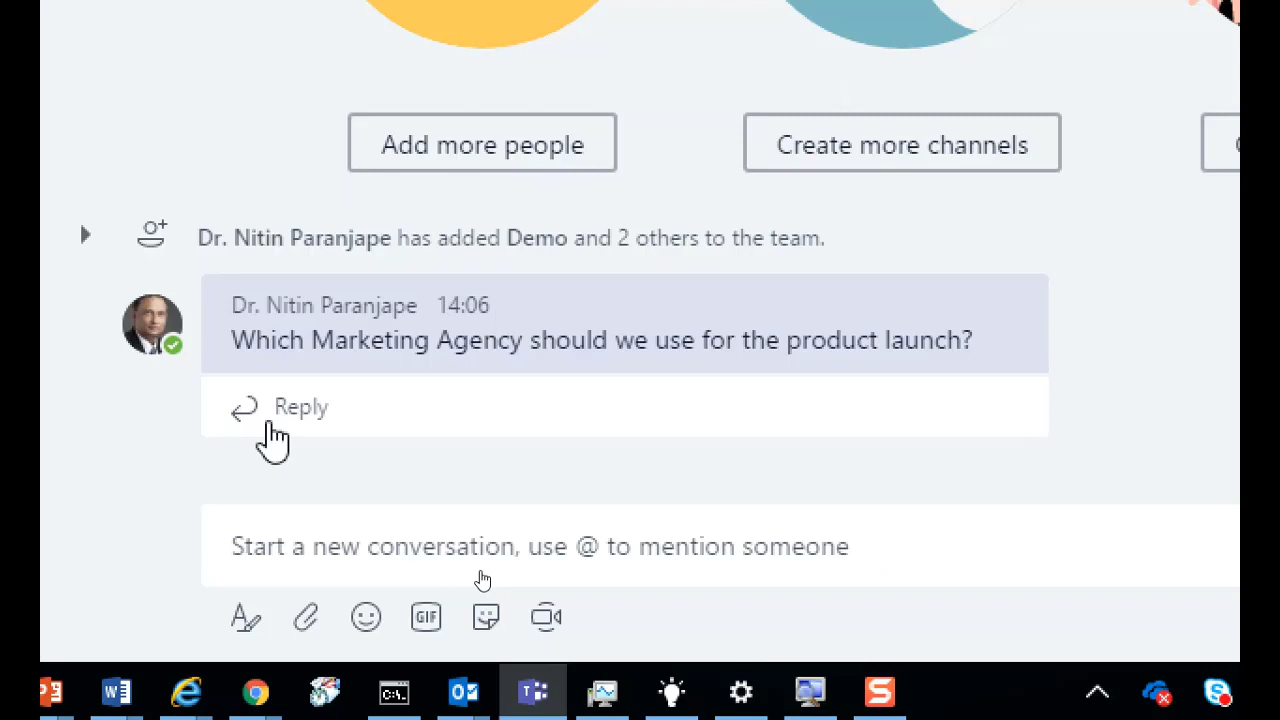 Add more people
Create more channels
Dr. Nitin Paranjape has added Demo and 2 others to the team.
Dr. Nitin Paranjape 14:06
Which Marketing Agency should we use for the product launch?
Reply
Start a new conversation, use @ to mention someone
GIF